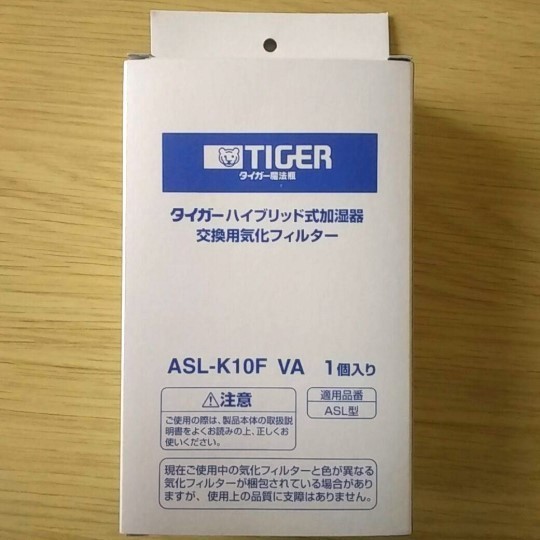 TIGER
タイガー魔法瓶
タイガーハイブリッド式加湿器
交換用気化フィルター
ASL-K10F VA 1個入り
⚠注意
ご使用の際は、製品本体の取扱説
明書をよくお読みの上、正しくお
使いください。
適用品番
ASL型
現在ご使用中の気化フィルターと色が異なる
気化フィルターが梱包されている場合があり
ますが、使用上の品質に支障はありません。